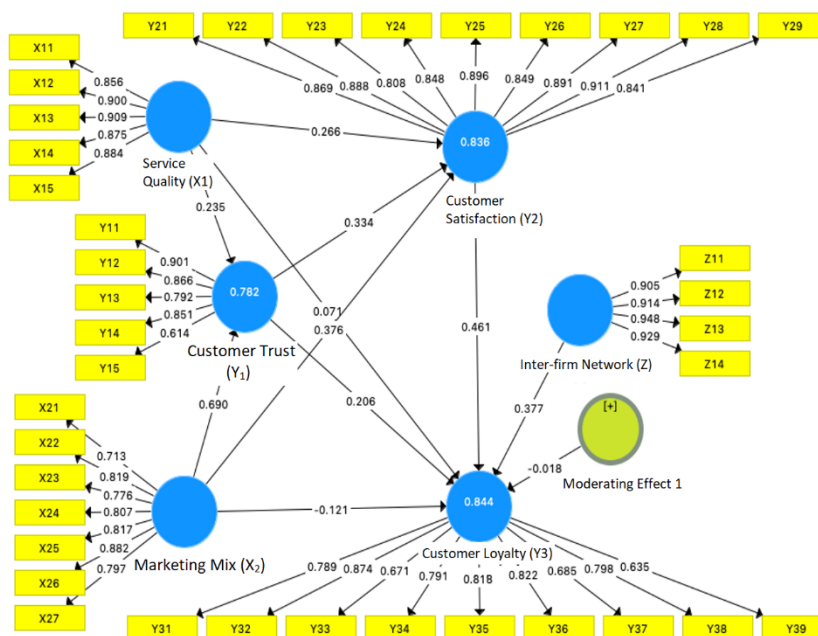 Y21
Y22
Y23
Y24
Y25
Y26
Y27
Y28
Y29
X11
X12
X13
X14
X15
0.856
0.900
0.909
0.875
0.884
0.869
0.888
0.808
0.848
0.896
0.849
0.891
0.911
0.841
Service
Quality (X1)
0.266
0.836
Customer
Satisfaction (Y2)
0.235
0.334
Y11
Y12
Y13
Y14
Y15
0.901
0.866
0.792
0.851
0.614
0.782
Customer Trust
(Y₁)
0.071
0.376
0.461
Z11
Z12
Z13
Z14
0.905
0.914
0.948
0.929
Inter-firm Network (Z)
0.690
0.206
0.377
[+]
Moderating Effect 1
-0.018
X21
X22
X23
X24
X25
X26
X27
0.713
0.819
0.776
0.807
0.817
0.882
0.797
Marketing Mix (X₂)
-0.121
0.844
Customer Loyalty (Y3)
0.789
0.874
0.671
0.791
0.818
0.822
0.685
0.798
0.635
Y31
Y32
Y33
Y34
Y35
Y36
Y37
Y38
Y39